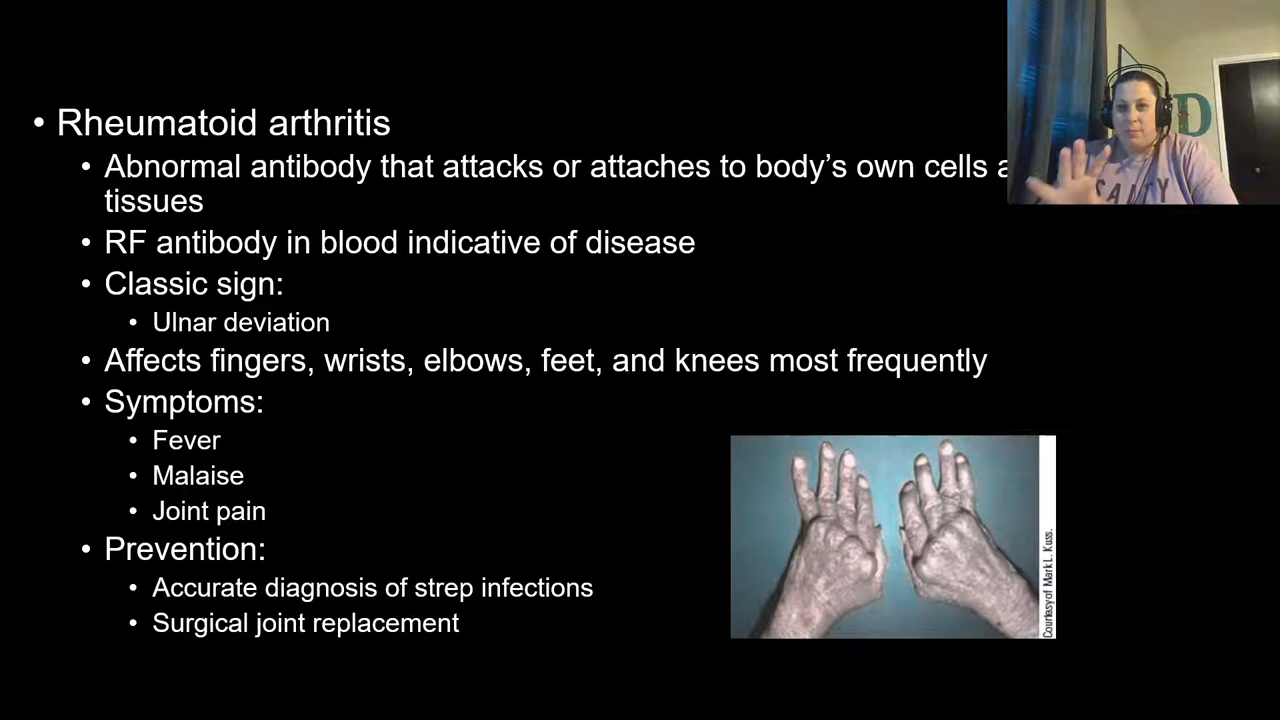 • Rheumatoid arthritis
• Abnormal antibody that attacks or attaches to body’s own cells
tissues
• RF antibody in blood indicative of disease
• Classic sign:
• Ulnar deviation
• Affects fingers, wrists, elbows, feet, and knees most frequently
• Symptoms:
• Fever
• Malaise
• Joint pain
• Prevention:
• Accurate diagnosis of strep infections
• Surgical joint replacement
Courtesy of Mark L. Kuss.
D
SALTY